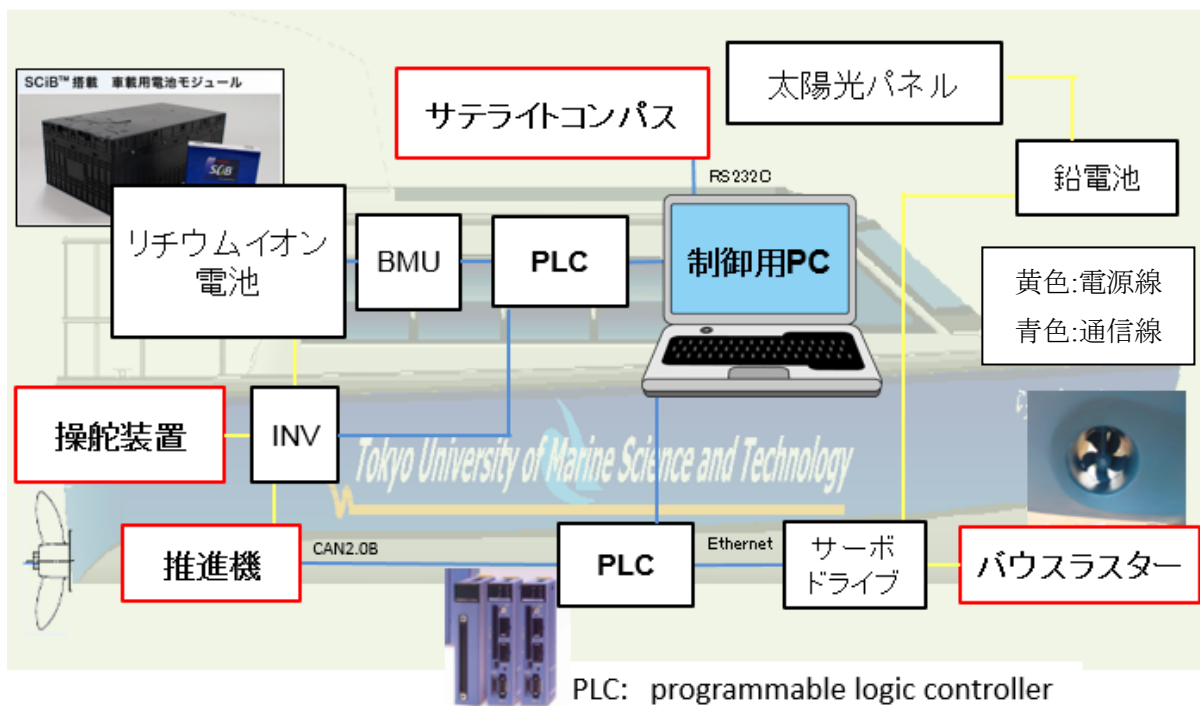 SCiB™搭載 車載用電池モジュール
SCiB
サテライトコンパス
太陽光パネル
RS232C
鉛電池
リチウムイオン
電池
BMU
PLC
制御用PC
黄色:電源線
青色:通信線
操舵装置
INV
Tokyo University of Marine Science and Technology
推進機
CAN2.0B
PLC
Ethernet
サーボ
ドライブ
バウスラスター
PLC: programmable logic controller